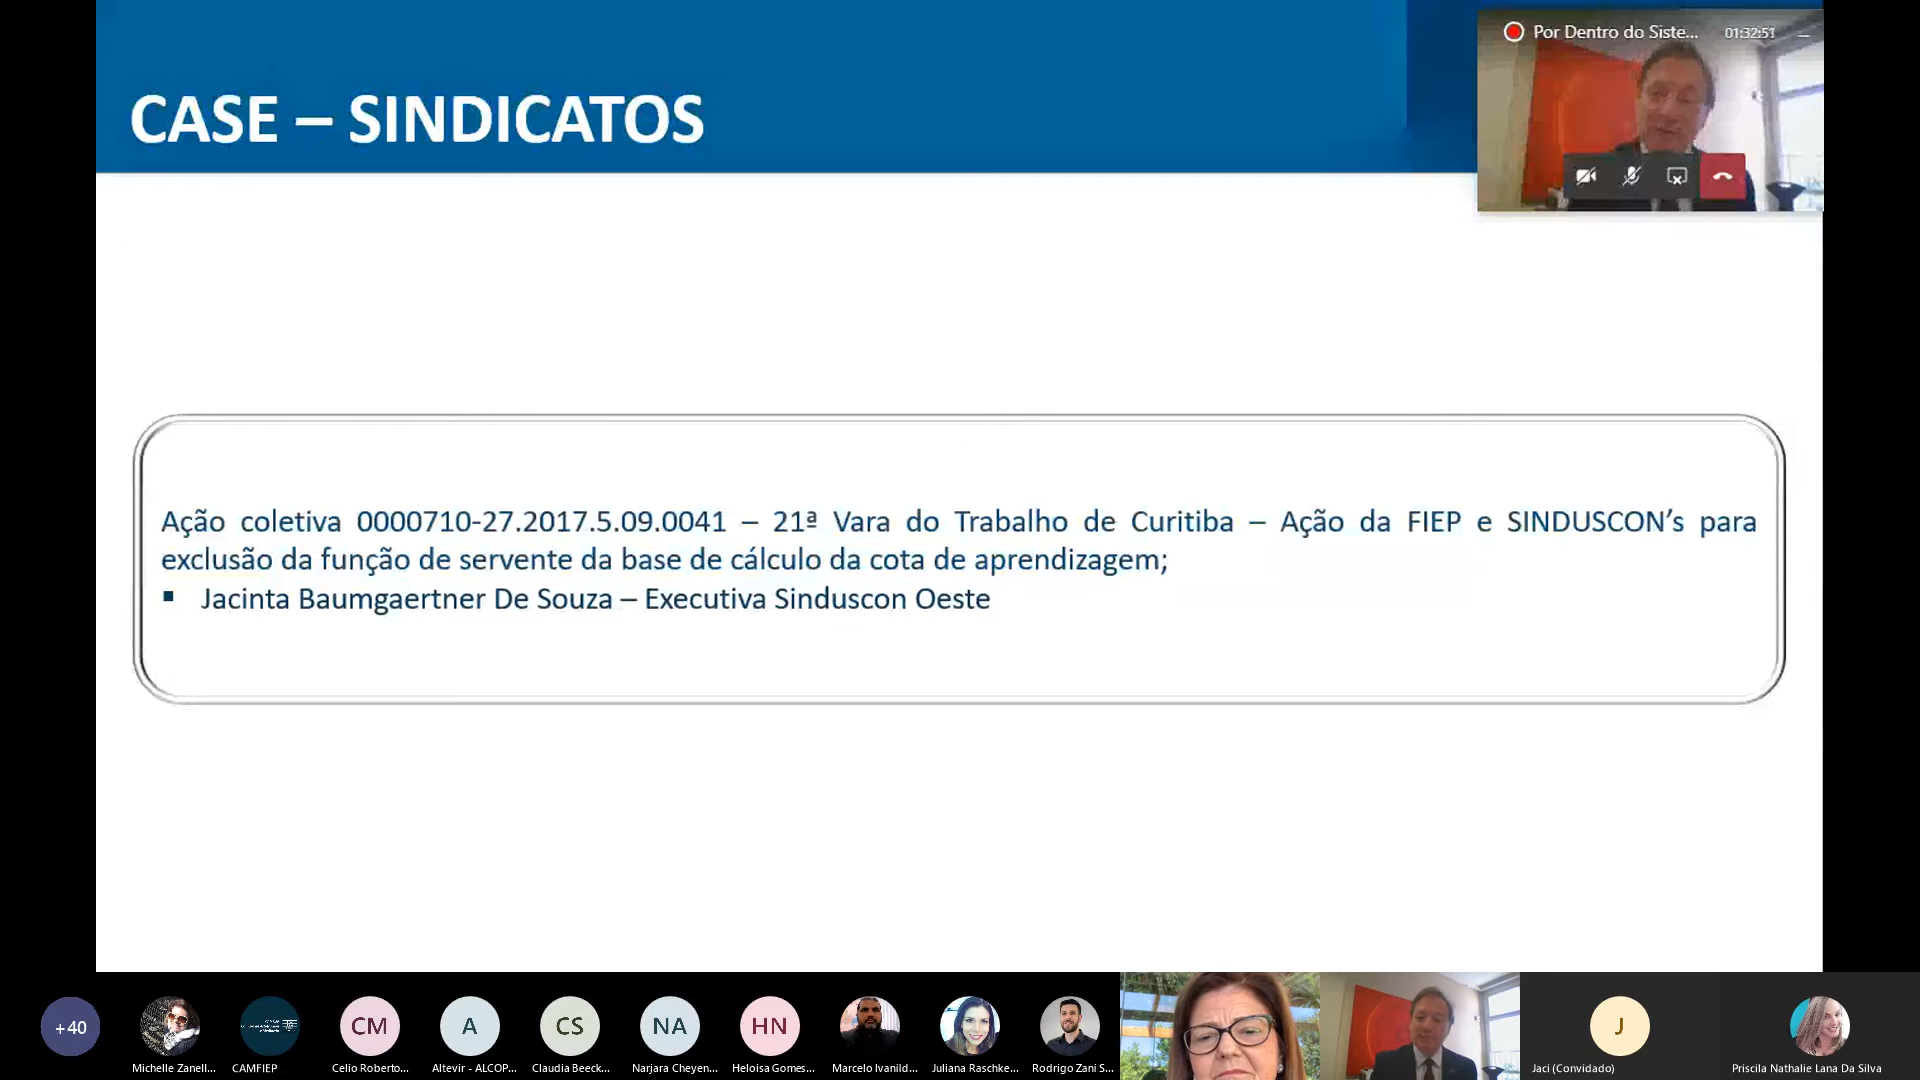 CASE – SINDICATOS
Por Dentro do Siste...
01:32:51
Ação coletiva 0000710-27.2017.5.09.0041 – 21ª Vara do Trabalho de Curitiba – Ação da FIEP e SINDUSCON’s para
exclusão da função de servente da base de cálculo da cota de aprendizagem;
▪ Jacinta Baumgaertner De Souza – Executiva Sinduscon Oeste
+40
CM
A
CS
NA
HN
J
Michelle Zanell...
CAMFIEP
Celio Roberto...
Altevir - ALCOP...
Claudia Beeck...
Narjara Cheyen...
Heloisa Gomes...
Marcelo Ivanild...
Juliana Raschke...
Rodrigo Zani S...
Jaci (Convidado)
Priscila Nathalie Lana Da Silva